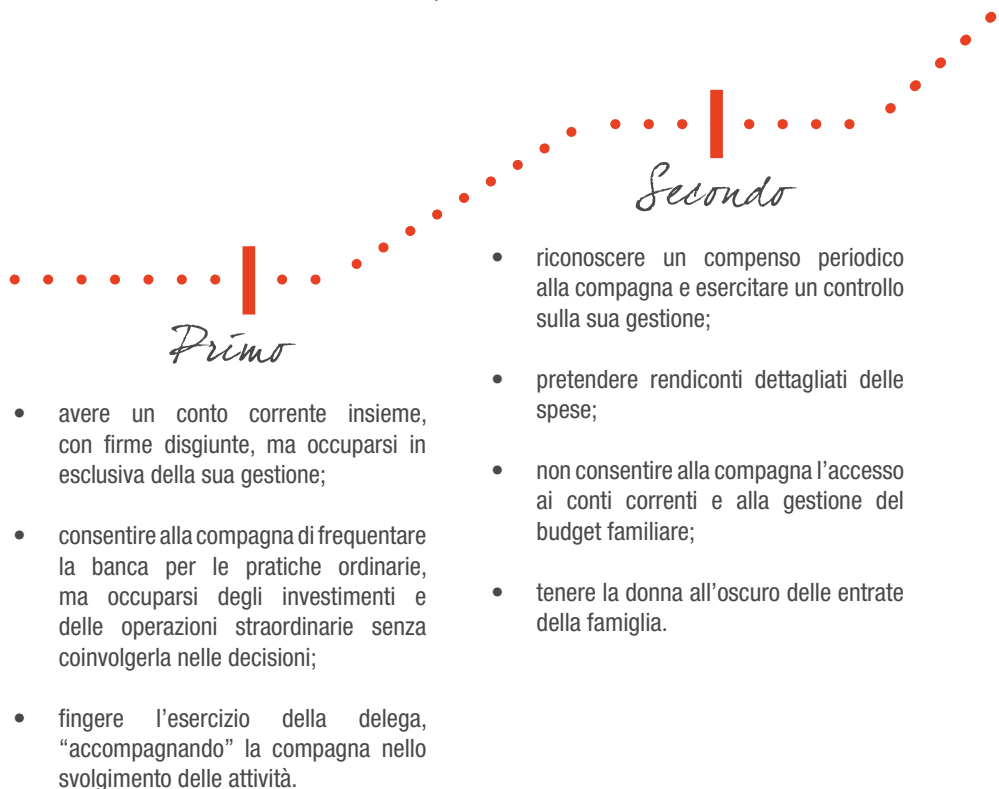 Primo
• avere un conto corrente insieme,
con firme disgiunte, ma occuparsi in
esclusiva della sua gestione;
• consentire alla compagna di frequentare
la banca per le pratiche ordinarie,
ma occuparsi degli investimenti e
delle operazioni straordinarie senza
coinvolgerla nelle decisioni;
• fingere l’esercizio della delega,
“accompagnando” la compagna nello
svolgimento delle attività.
Secondo
• riconoscere un compenso periodico
alla compagna e esercitare un controllo
sulla sua gestione;
• pretendere rendiconti dettagliati delle
spese;
• non consentire alla compagna l’accesso
ai conti correnti e alla gestione del
budget familiare;
• tenere la donna all’oscuro delle entrate
della famiglia.